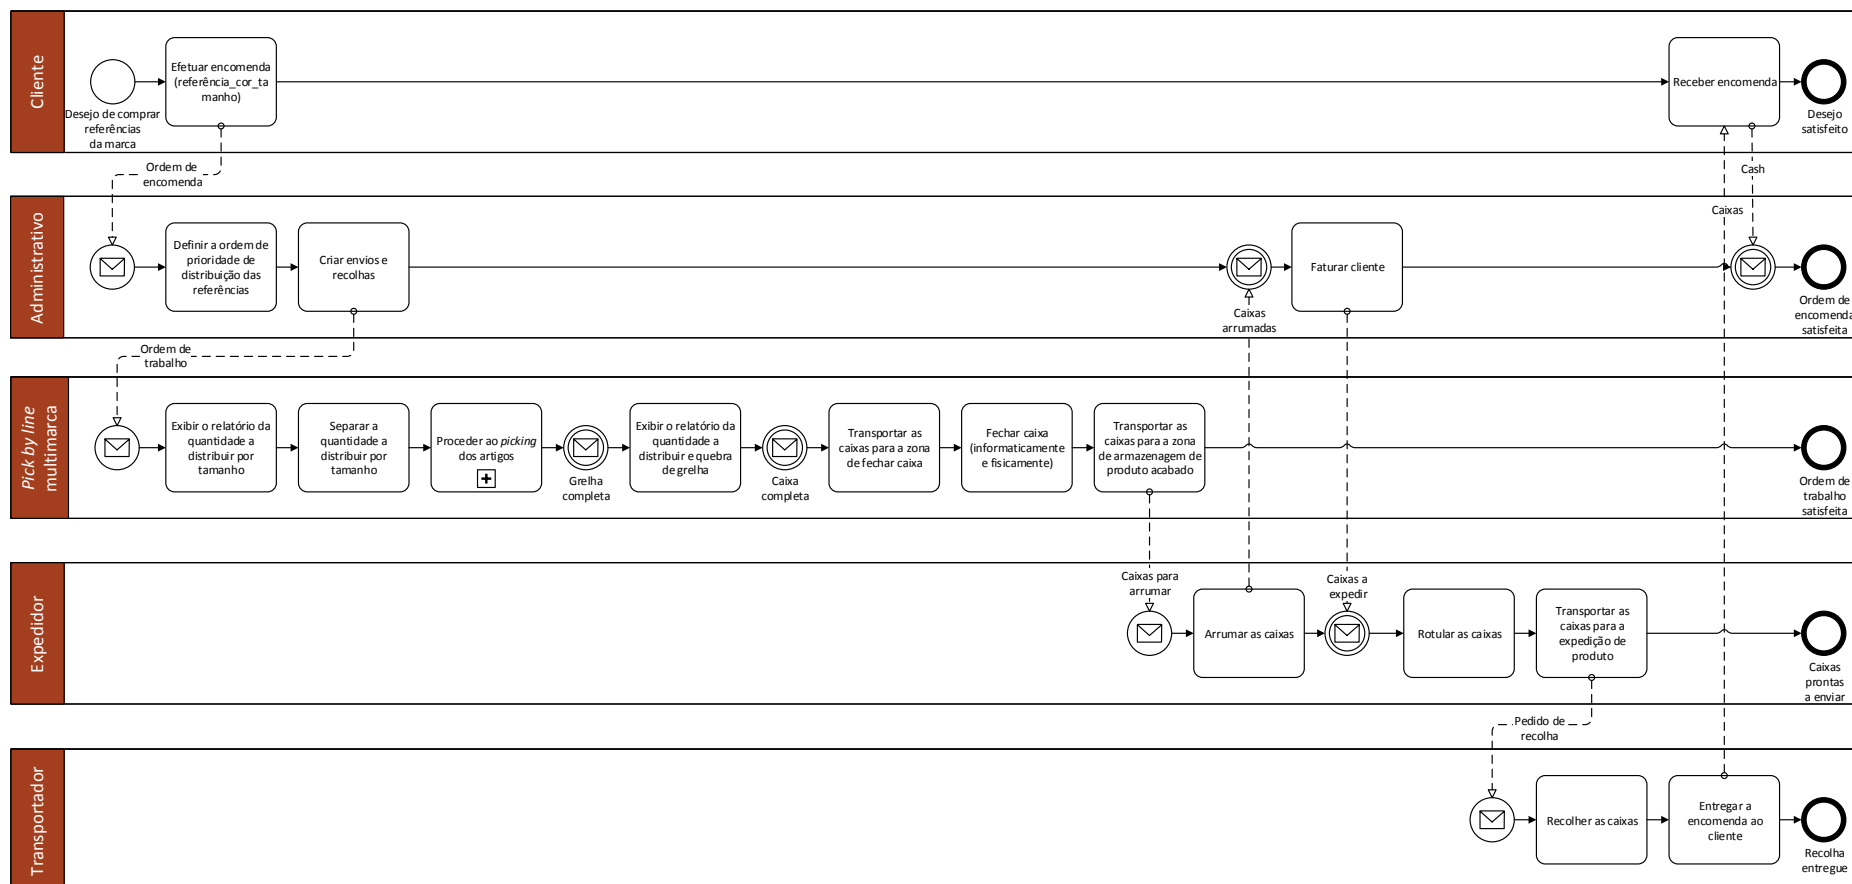 Cliente
Desejo de comprar
referências
da marca
Efetuar encomenda
(referência_cor_ta
manho)
Receber encomenda
Desejo
satisfeito
Ordem de
encomenda
Cash
Caixas
Administrativo
Definir a ordem de
prioridade de
distribuição das
referências
Criar envios e
recolhas
Caixas
arrumadas
Faturar cliente
Ordem de
encomenda
satisfeita
Ordem de
trabalho
Pick by line
multimarca
Exibir o relatório da
quantidade a
distribuir por
tamanho
Separar a
quantidade a
distribuir por
tamanho
Proceder ao picking
dos artigos
Grelha
completa
Exibir o relatório da
quantidade a
distribuir e quebra
de grelha
Caixa
completa
Transportar as
caixas para a zona
de fechar caixa
Fechar caixa
(informaticamente
e fisicamente)
Transportar as
caixas para a zona
de armazenagem de
produto acabado
Ordem de
trabalho
satisfeita
Expedidor
Caixas para
arrumar
Arrumar as caixas
Caixas a
expedir
Rotular as caixas
Transportar as
caixas para a
expedição de
produto
Caixas
prontas
a enviar
Pedido de
recolha
Transportador
Recolher as caixas
Entregar a
encomenda ao
cliente
Recolha
entregue